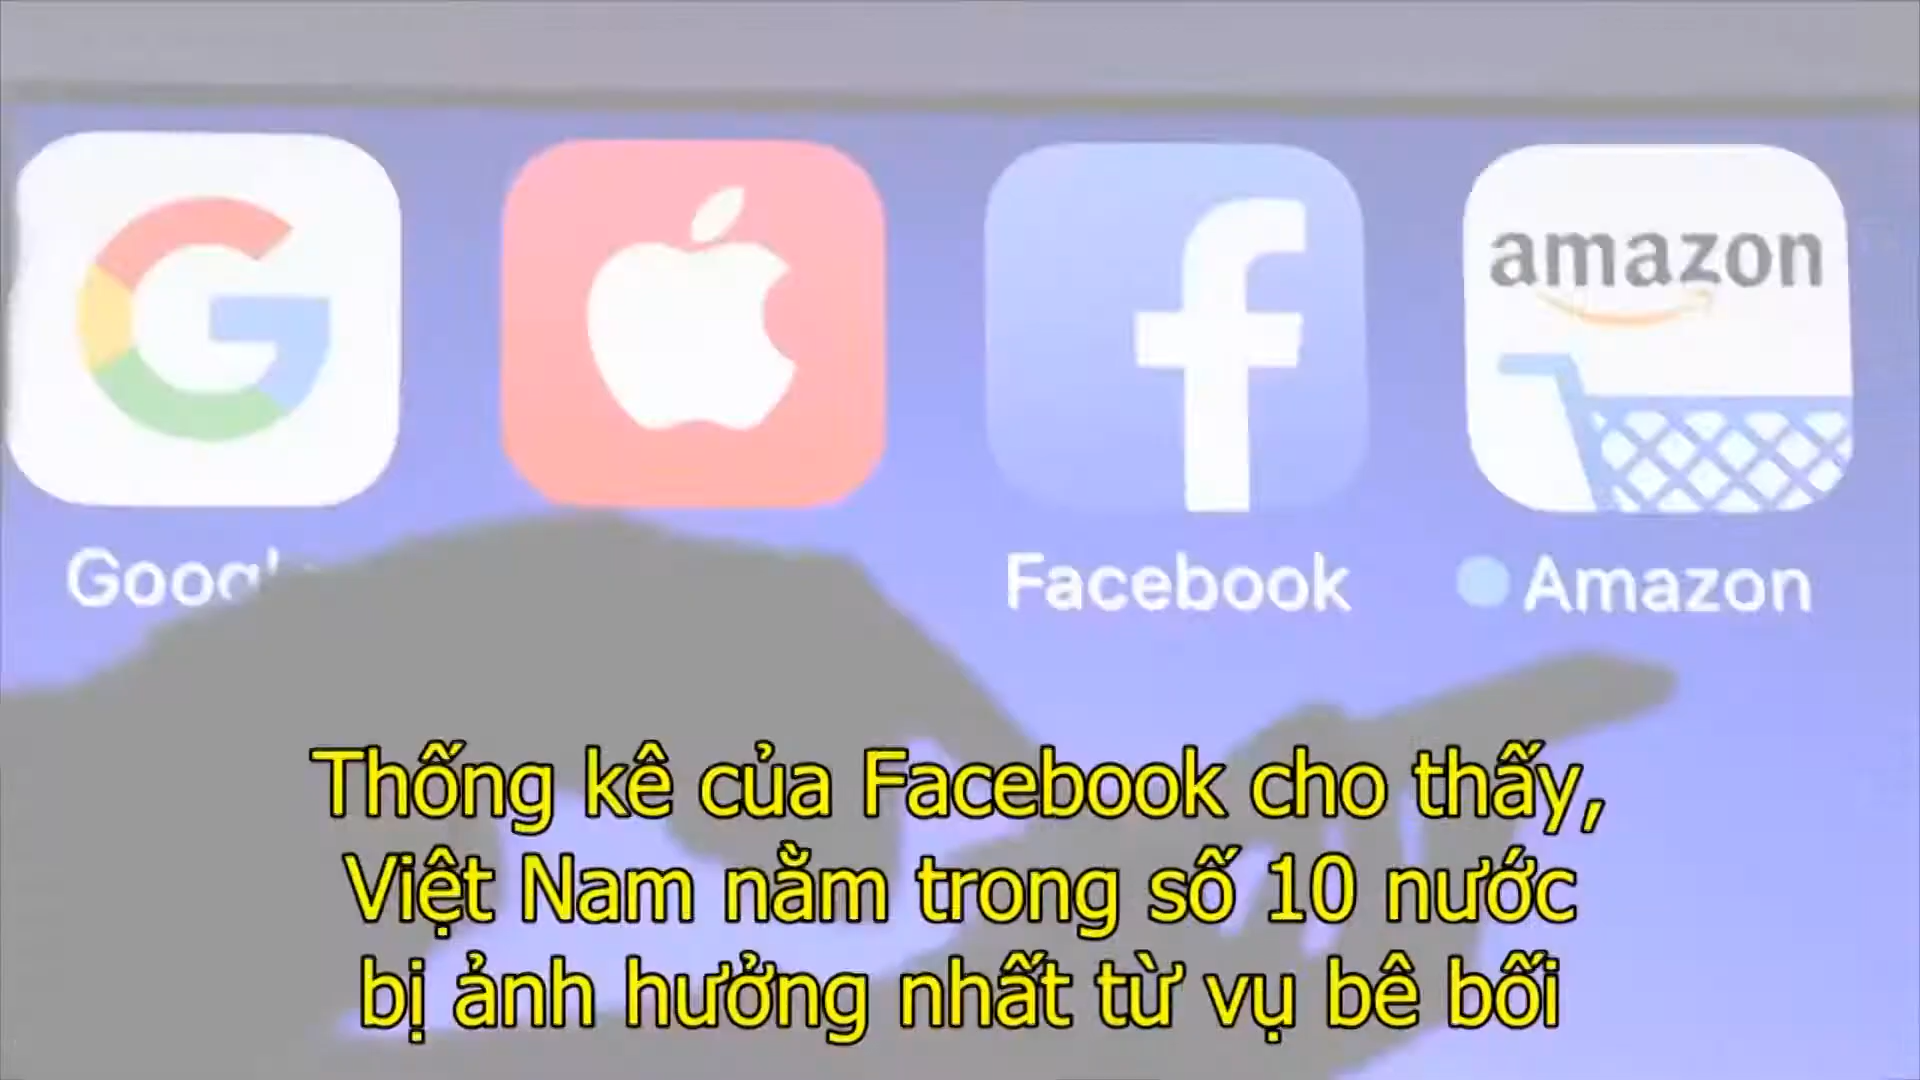 amazon
Facebook
Amazon
Thống kê của Facebook cho thấy,
Việt Nam nằm trong số 10 nước
bị ảnh hưởng nhất từ vụ bê bối